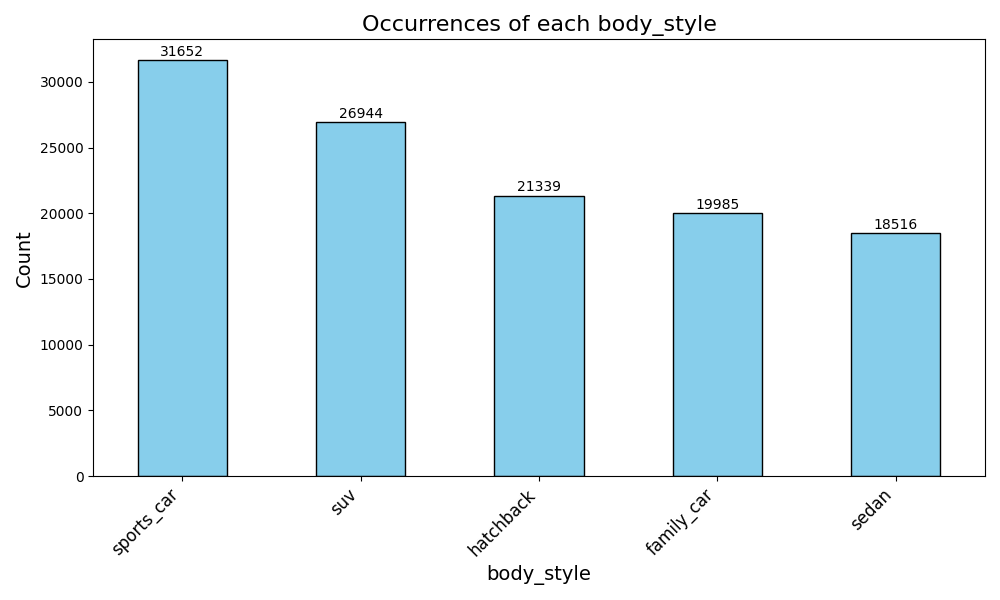 Occurrences of each body_style
31652
26944
21339
19985
18516
30000
25000
20000
15000
10000
5000
0
Count
sports_car
suv
hatchback
family_car
sedan
body_style